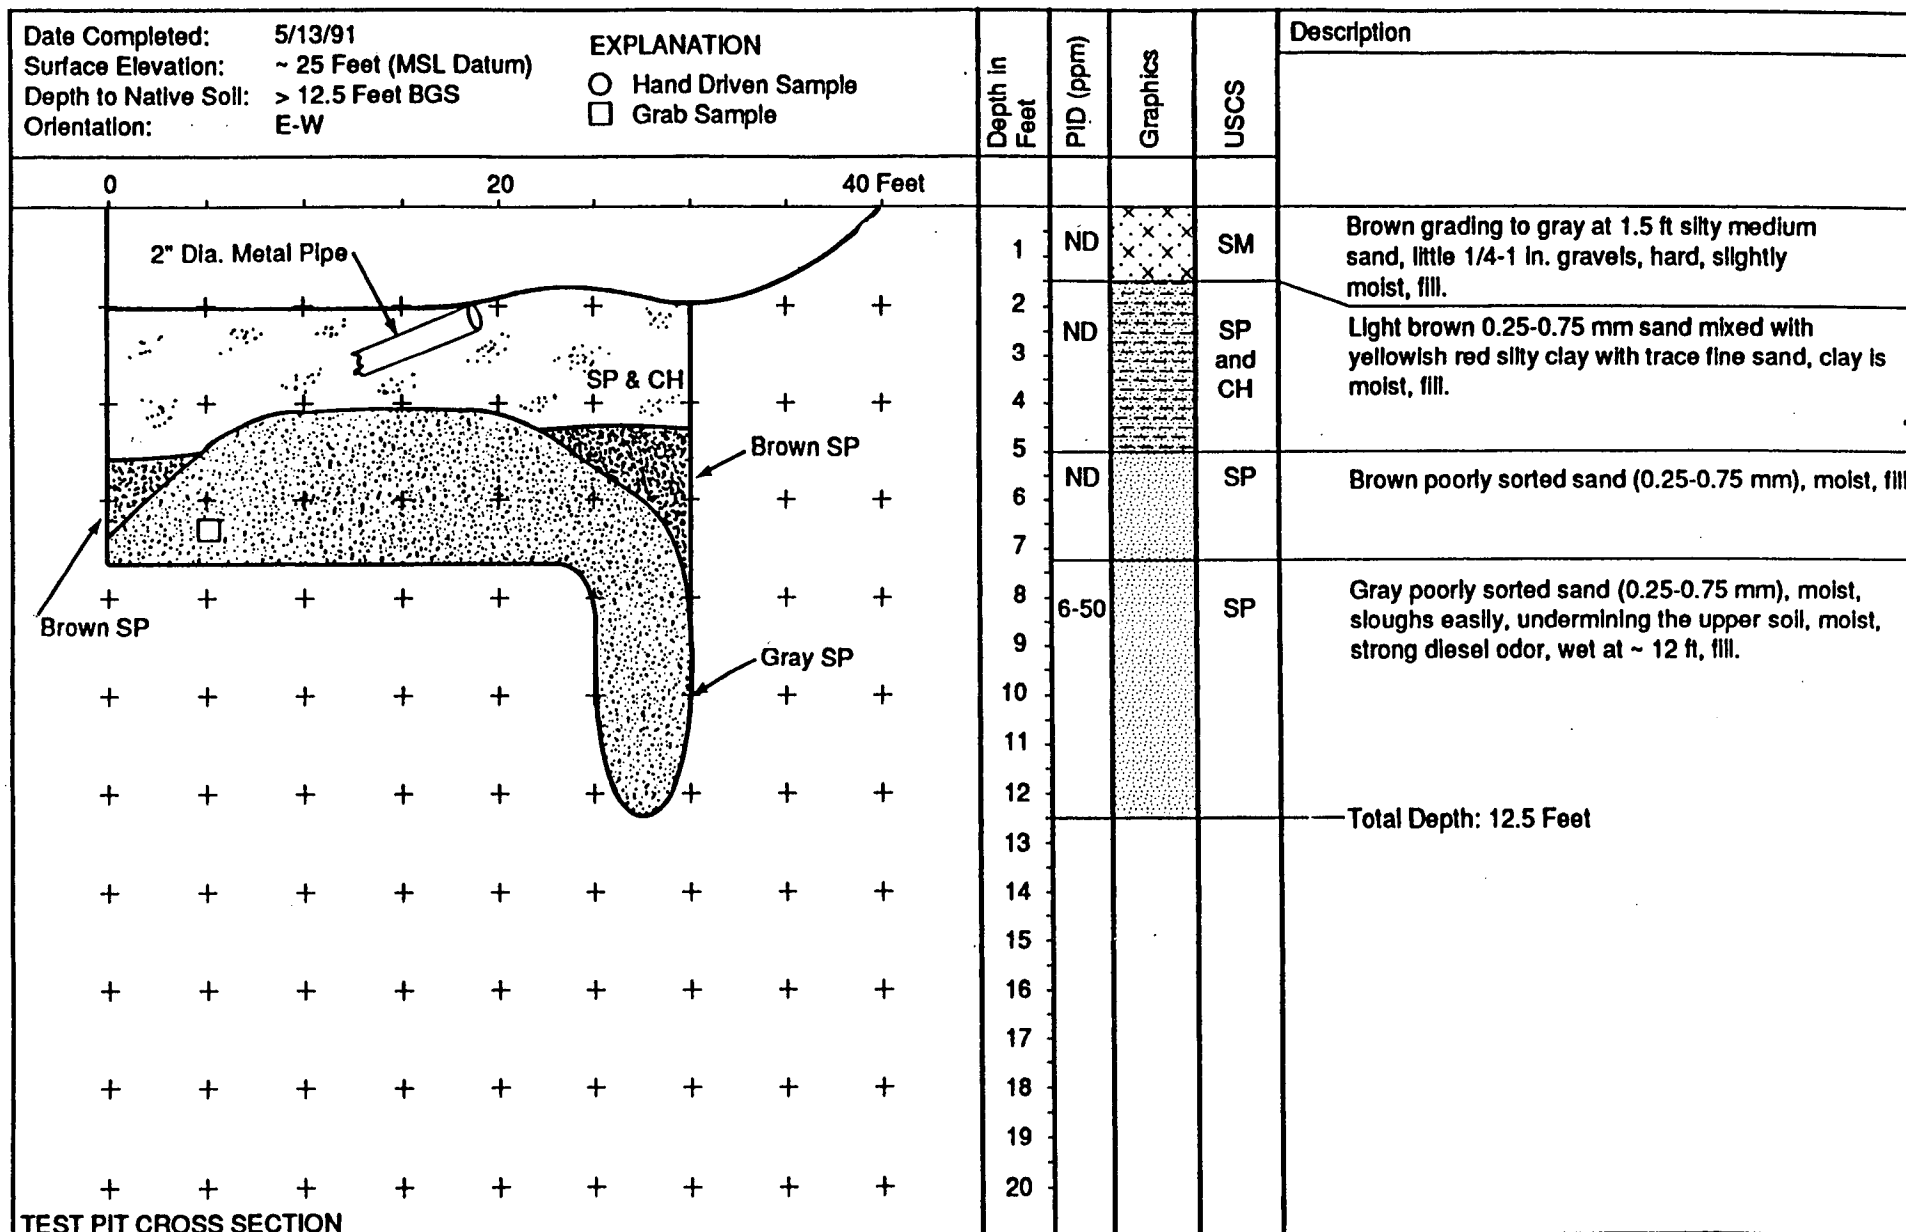 Date Completed: 5/13/91
Surface Elevation: ~ 25 Feet (MSL Datum)
Depth to Native Soil: > 12.5 Feet BGS
Orientation: E-W
EXPLANATION
Hand Driven Sample
Grab Sample
Depth in Feet
PID (ppm)
Graphics
USCS
Description
0 20 40 Feet
2" Dia. Metal Pipe
SP & CH
Brown SP
Brown SP
Gray SP
1
2
3
4
5
6
7
8
9
10
11
12
13
14
15
16
17
18
19
20
ND
SM
Brown grading to gray at 1.5 ft silty medium
sand, little 1/4-1 in. gravels, hard, slightly
moist, fill.
ND
SP
and
CH
Light brown 0.25-0.75 mm sand mixed with
yellowish red silty clay with trace fine sand, clay is
moist, fill.
ND
SP
Brown poorly sorted sand (0.25-0.75 mm), moist, fill
6-50
SP
Gray poorly sorted sand (0.25-0.75 mm), moist,
sloughs easily, undermining the upper soil, moist,
strong diesel odor, wet at ~ 12 ft, fill.
Total Depth: 12.5 Feet
TEST PIT CROSS SECTION